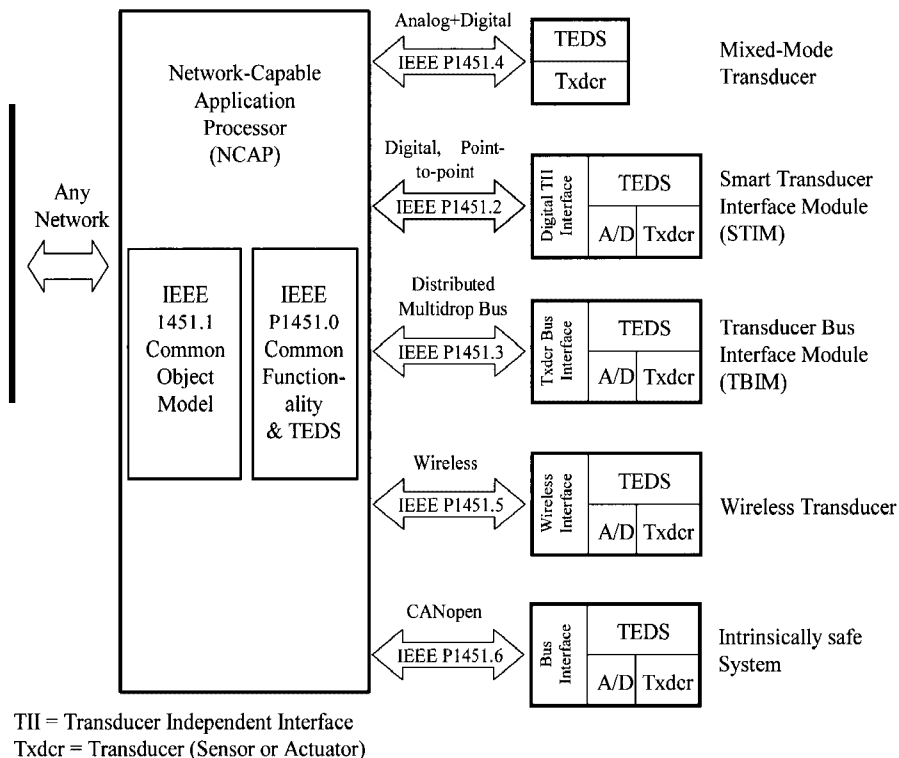 Any
Network
Network-Capable
Application
Processor
(NCAP)
IEEE
1451.1
Common
Object
Model
IEEE
P1451.0
Common
Function-
ality
& TEDS
Analog+Digital
IEEE P1451.4
TEDS
Txdcr
Mixed-Mode
Transducer
Digital, Point-
to-point
IEEE P1451.2
Digital TII
Interface
TEDS
A/D Txdcr
Smart Transducer
Interface Module
(STIM)
Distributed
Multidrop Bus
IEEE P1451.3
Txdcr Bus
Interface
TEDS
A/D Txdcr
Transducer Bus
Interface Module
(TBIM)
Wireless
IEEE P1451.5
Wireless
Interface
TEDS
A/D Txdcr
Wireless Transducer
CANopen
IEEE P1451.6
Bus
Interface
TEDS
A/D Txdcr
Intrinsically safe
System
TII = Transducer Independent Interface
Txdcr = Transducer (Sensor or Actuator)